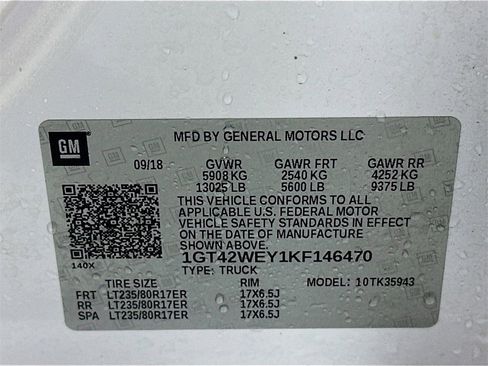 GM
MFD BY GENERAL MOTORS LLC
09/18 GVWR GAWR FRT GAWR RR
5908 KG 2540 KG 4252 KG
13025 LB 5600 LB 9375 LB
THIS VEHICLE CONFORMS TO ALL
APPLICABLE U.S. FEDERAL MOTOR
VEHICLE SAFETY STANDARDS IN EFFECT
ON THE DATE OF MANUFACTURE
SHOWN ABOVE.
1GT42WEY1KF146470
140X TYPE: TRUCK
TIRE SIZE RIM MODEL: 10TK35943
FRT LT235/80R17ER 17X6.5J
RR LT235/80R17ER 17X6.5J
SPA LT235/80R17ER 17X6.5J